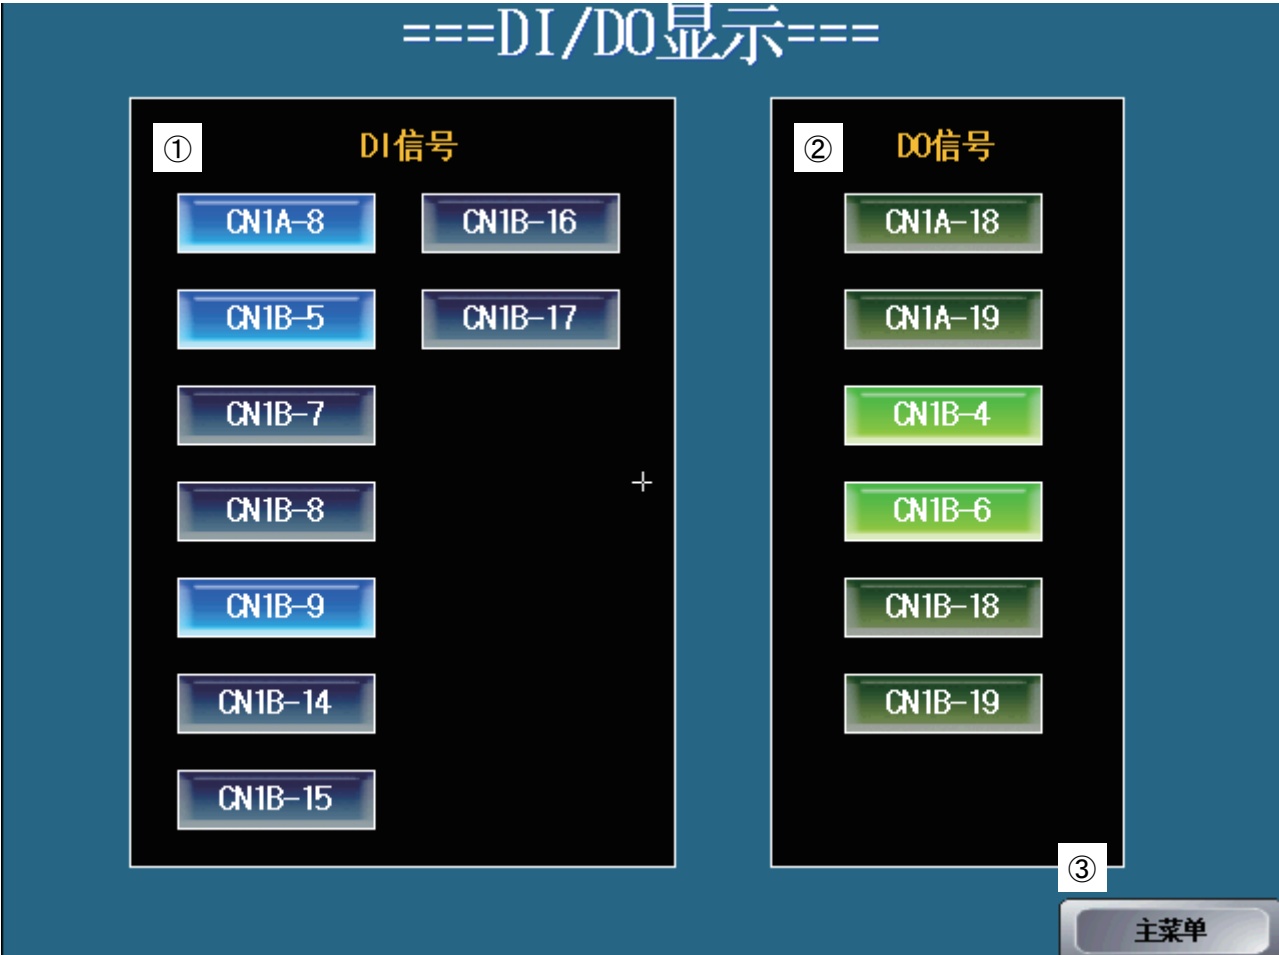 ===DI/DO显示===
① DI信号
CN1A-8 CN1B-16
CN1B-5 CN1B-17
CN1B-7
CN1B-8
CN1B-9
CN1B-14
CN1B-15
② DO信号
CN1A-18
CN1A-19
CN1B-4
CN1B-6
CN1B-18
CN1B-19
③
主菜单